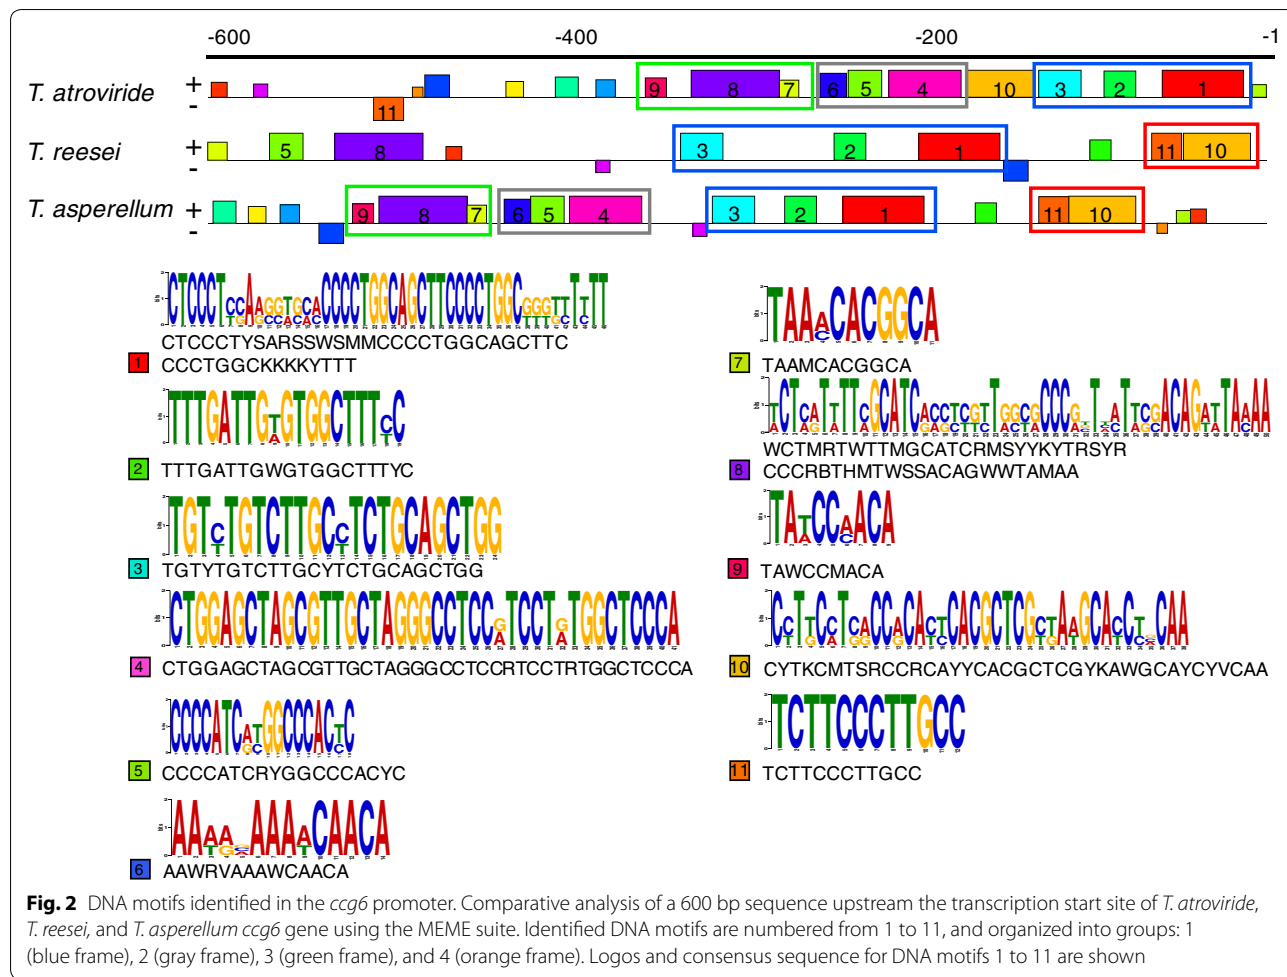 -600 -400 -200 -1
T. atroviride + 9 8 7 6 5 4 10 3 2 1
- 11
T. reesei + 5 8 3 2 1 11 10
-
T. asperellum + 9 8 7 6 5 4 3 2 1 11 10
-
CTCCCTYSARSSWSMMCCCCTGGCAGCTTC
1 CCCTGGCKKKKYTTT
TTTGATTGWGTGGCTTTYC
2
TGTYTGTCTTGCYTCTGCAGCTGG
3
4 CTGGAGCTAGCGTTGCTAGGGCCTCCRTCCTRTGGCTCCCA
5 CCCCATCRYGGCCCACYC
6 AAWRVAAAWCAACA
7 TAAMCACGGCA
WCTMRTWTTMGCATCRMSYYKYTRSYR
8 CCCRBTHMTWSSACAGWWTAMAA
9 TAWCCMACA
10 CYTKCMTSRCCRCAYYCACGCTCGYKAWGCAYCYVCAA
11 TCTTCCCTTGCC
Fig. 2 DNA motifs identified in the ccg6 promoter. Comparative analysis of a 600 bp sequence upstream the transcription start site of T. atroviride,
T. reesei, and T. asperellum ccg6 gene using the MEME suite. Identified DNA motifs are numbered from 1 to 11, and organized into groups: 1
(blue frame), 2 (gray frame), 3 (green frame), and 4 (orange frame). Logos and consensus sequence for DNA motifs 1 to 11 are shown